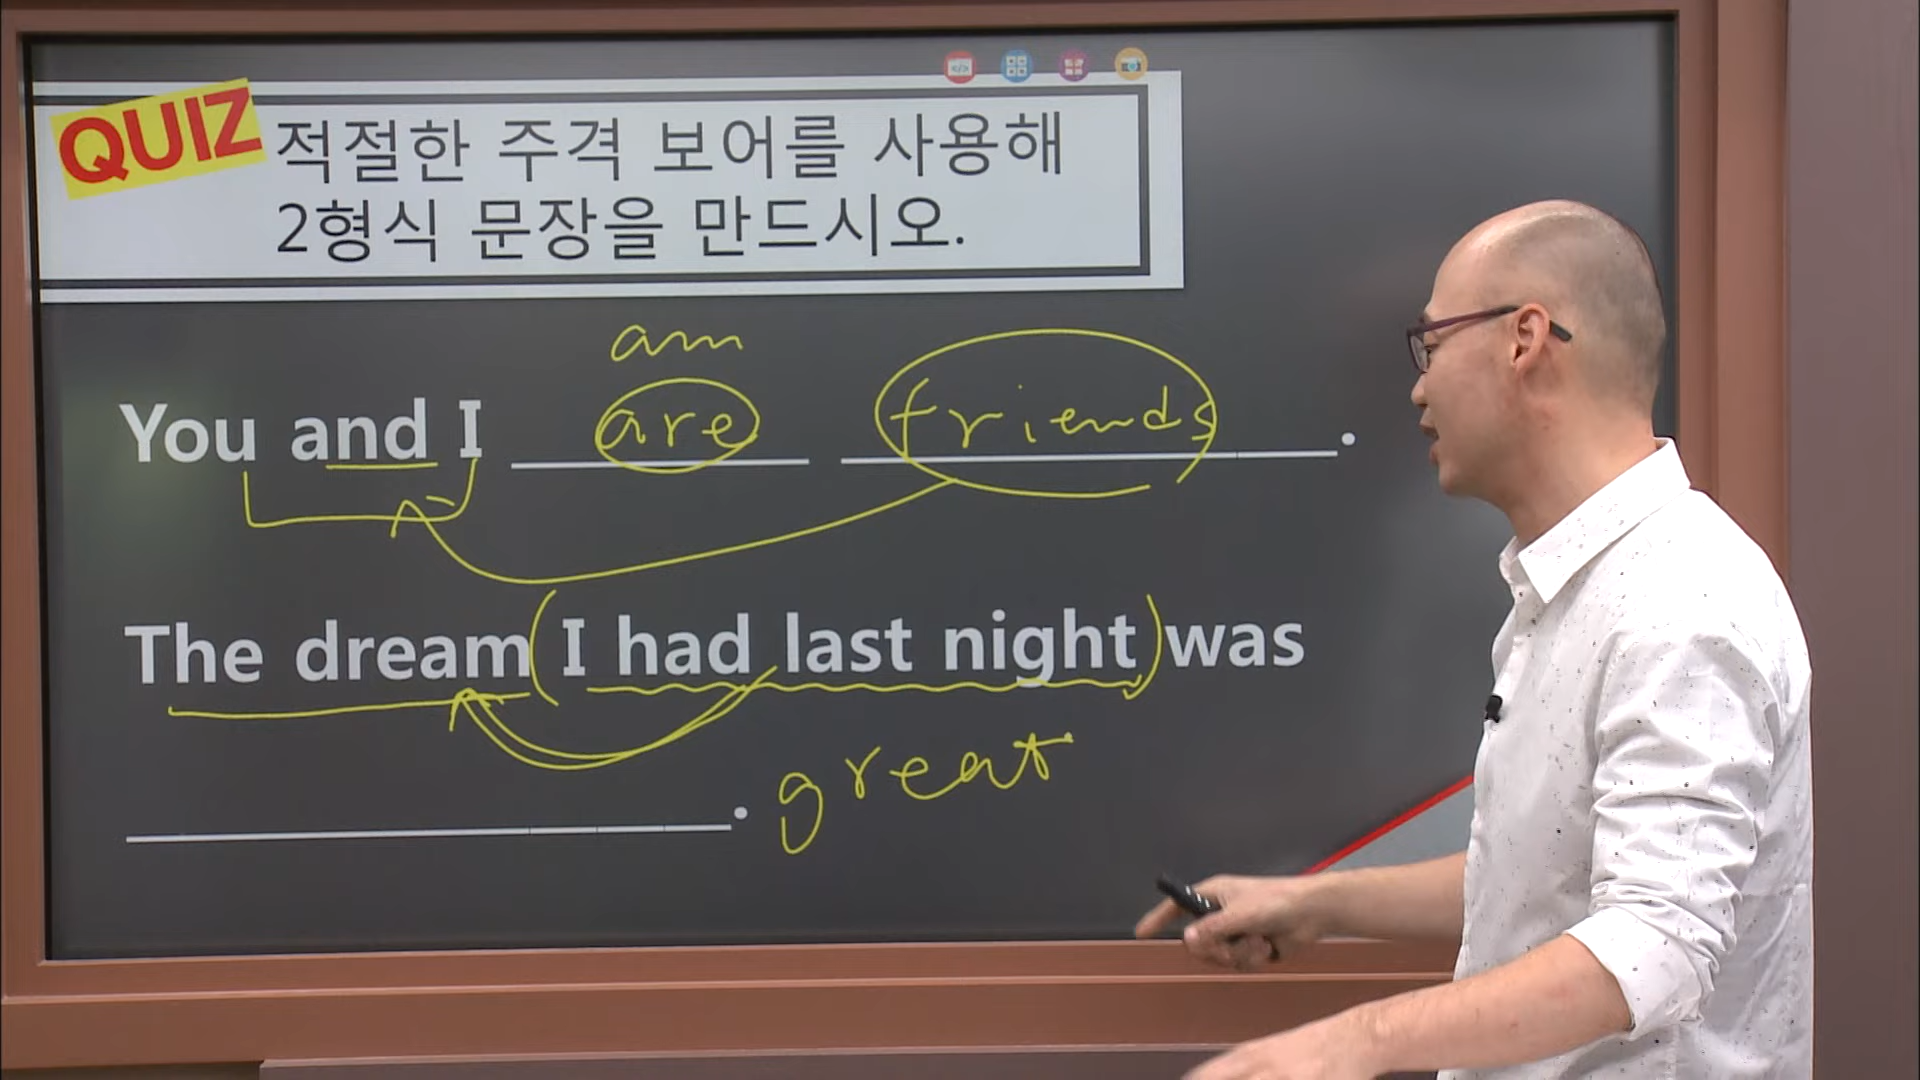 QUIZ 적절한 주격 보어를 사용해
2형식 문장을 만드시오.
am
You and I are friends.
The dream (I had last night) was
. great